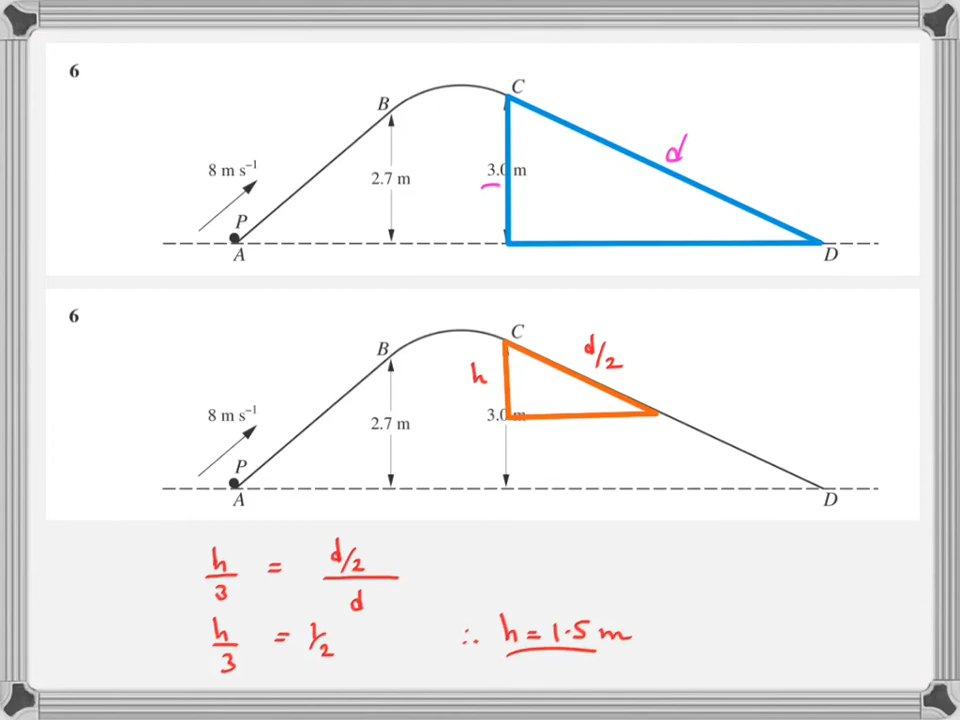 6
C
B
d
8 m s⁻¹
2.7 m
3.0 m
P
A
D
6
C
B
d/2
h
8 m s⁻¹
2.7 m
3.0 m
P
A
D
h/3 = (d/2)/d
h/3 = 1/2 ∴ h = 1.5 m